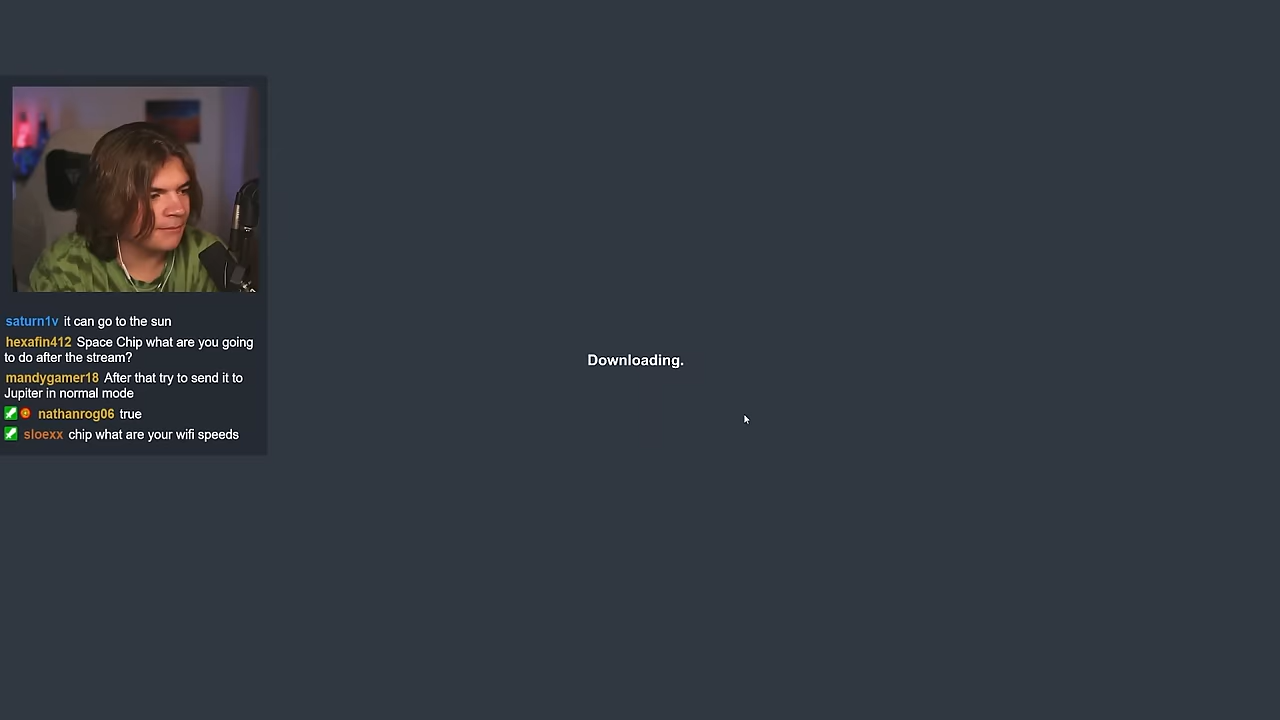 saturn1v it can go to the sun
hexafin412 Space Chip what are you going
to do after the stream?
mandygamer18 After that try to send it to
Jupiter in normal mode
nathanrog06 true
sloexx chip what are your wifi speeds
Downloading.